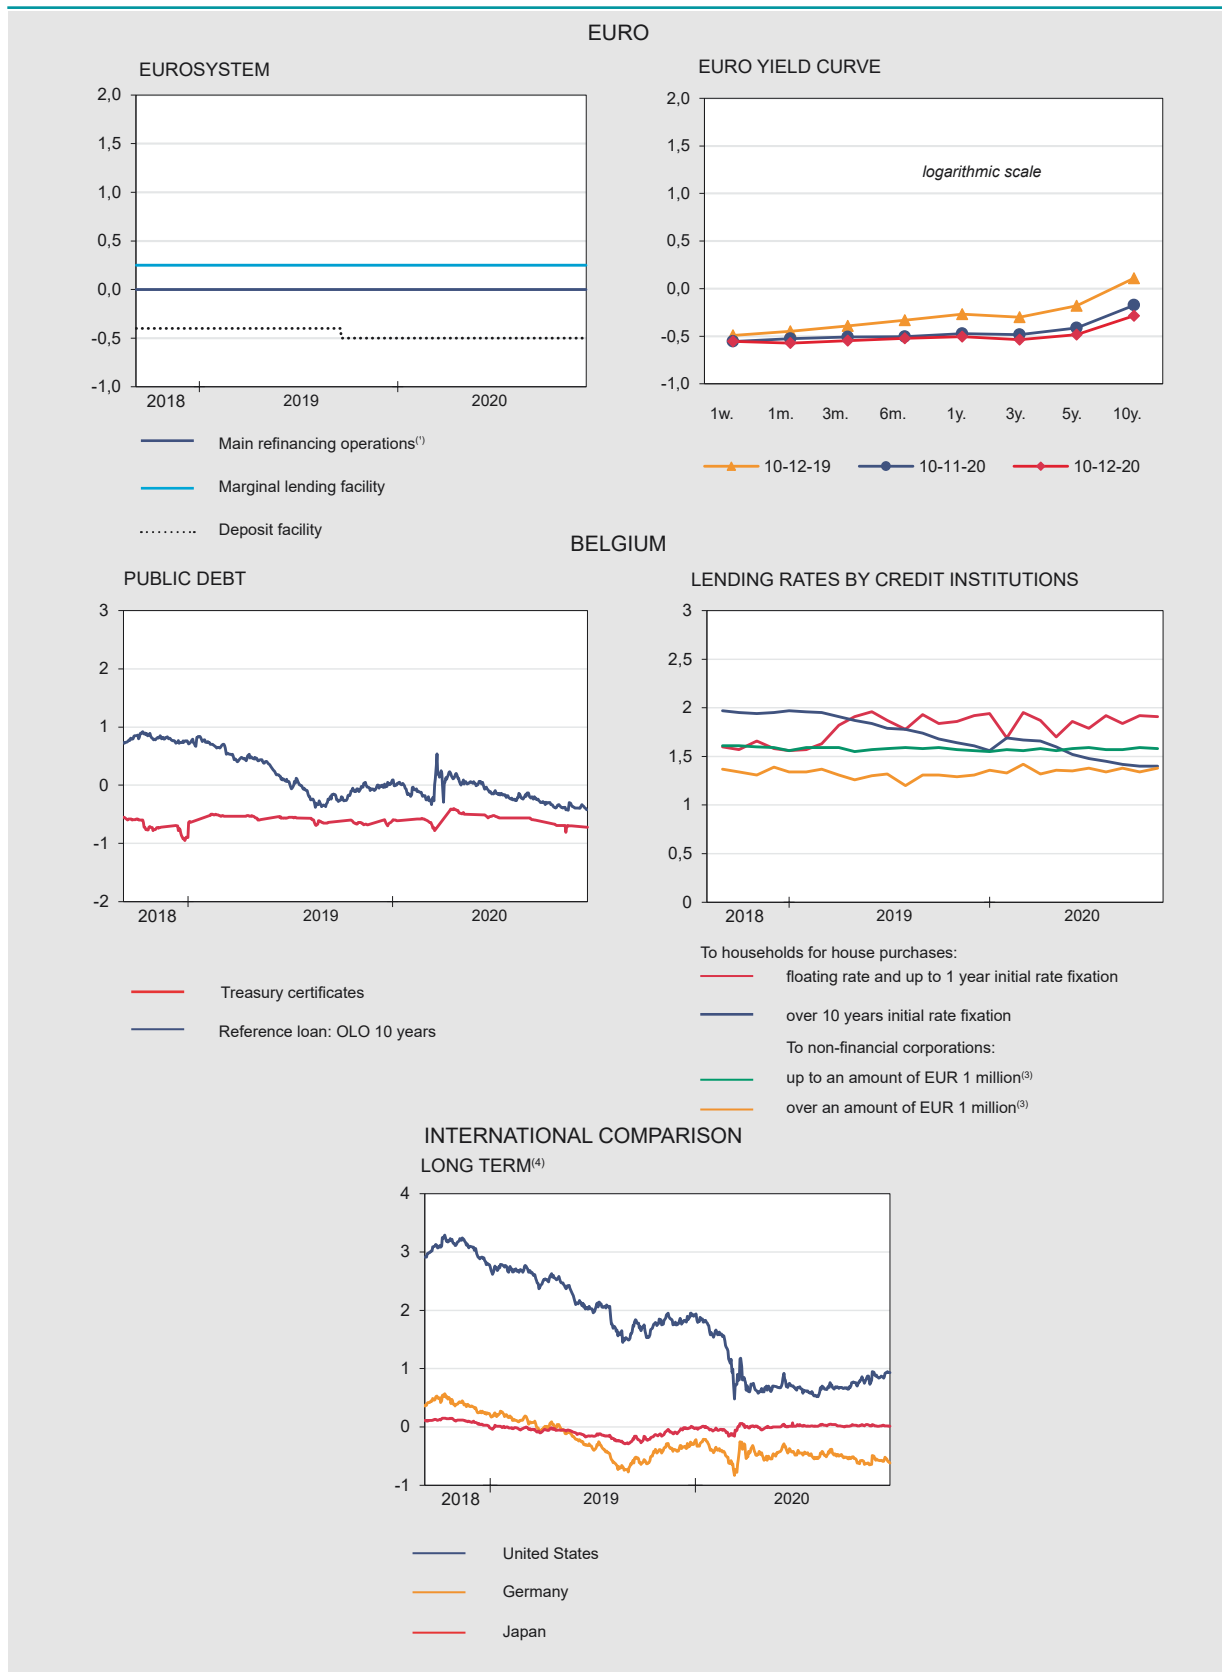 EURO
EUROSYSTEM
2,0
1,5
1,0
0,5
0,0
-0,5
-1,0
2018 2019 2020
Main refinancing operations(¹)
Marginal lending facility
Deposit facility
EURO YIELD CURVE
2,0
1,5
1,0
0,5
0,0
-0,5
-1,0
logarithmic scale
1w. 1m. 3m. 6m. 1y. 3y. 5y. 10y.
10-12-19 10-11-20 10-12-20
BELGIUM
PUBLIC DEBT
3
2
1
0
-1
-2
2018 2019 2020
Treasury certificates
Reference loan: OLO 10 years
LENDING RATES BY CREDIT INSTITUTIONS
3
2,5
2
1,5
1
0,5
0
2018 2019 2020
To households for house purchases:
floating rate and up to 1 year initial rate fixation
over 10 years initial rate fixation
To non-financial corporations:
up to an amount of EUR 1 million(3)
over an amount of EUR 1 million(3)
INTERNATIONAL COMPARISON
LONG TERM(4)
4
3
2
1
0
-1
2018 2019 2020
United States
Germany
Japan